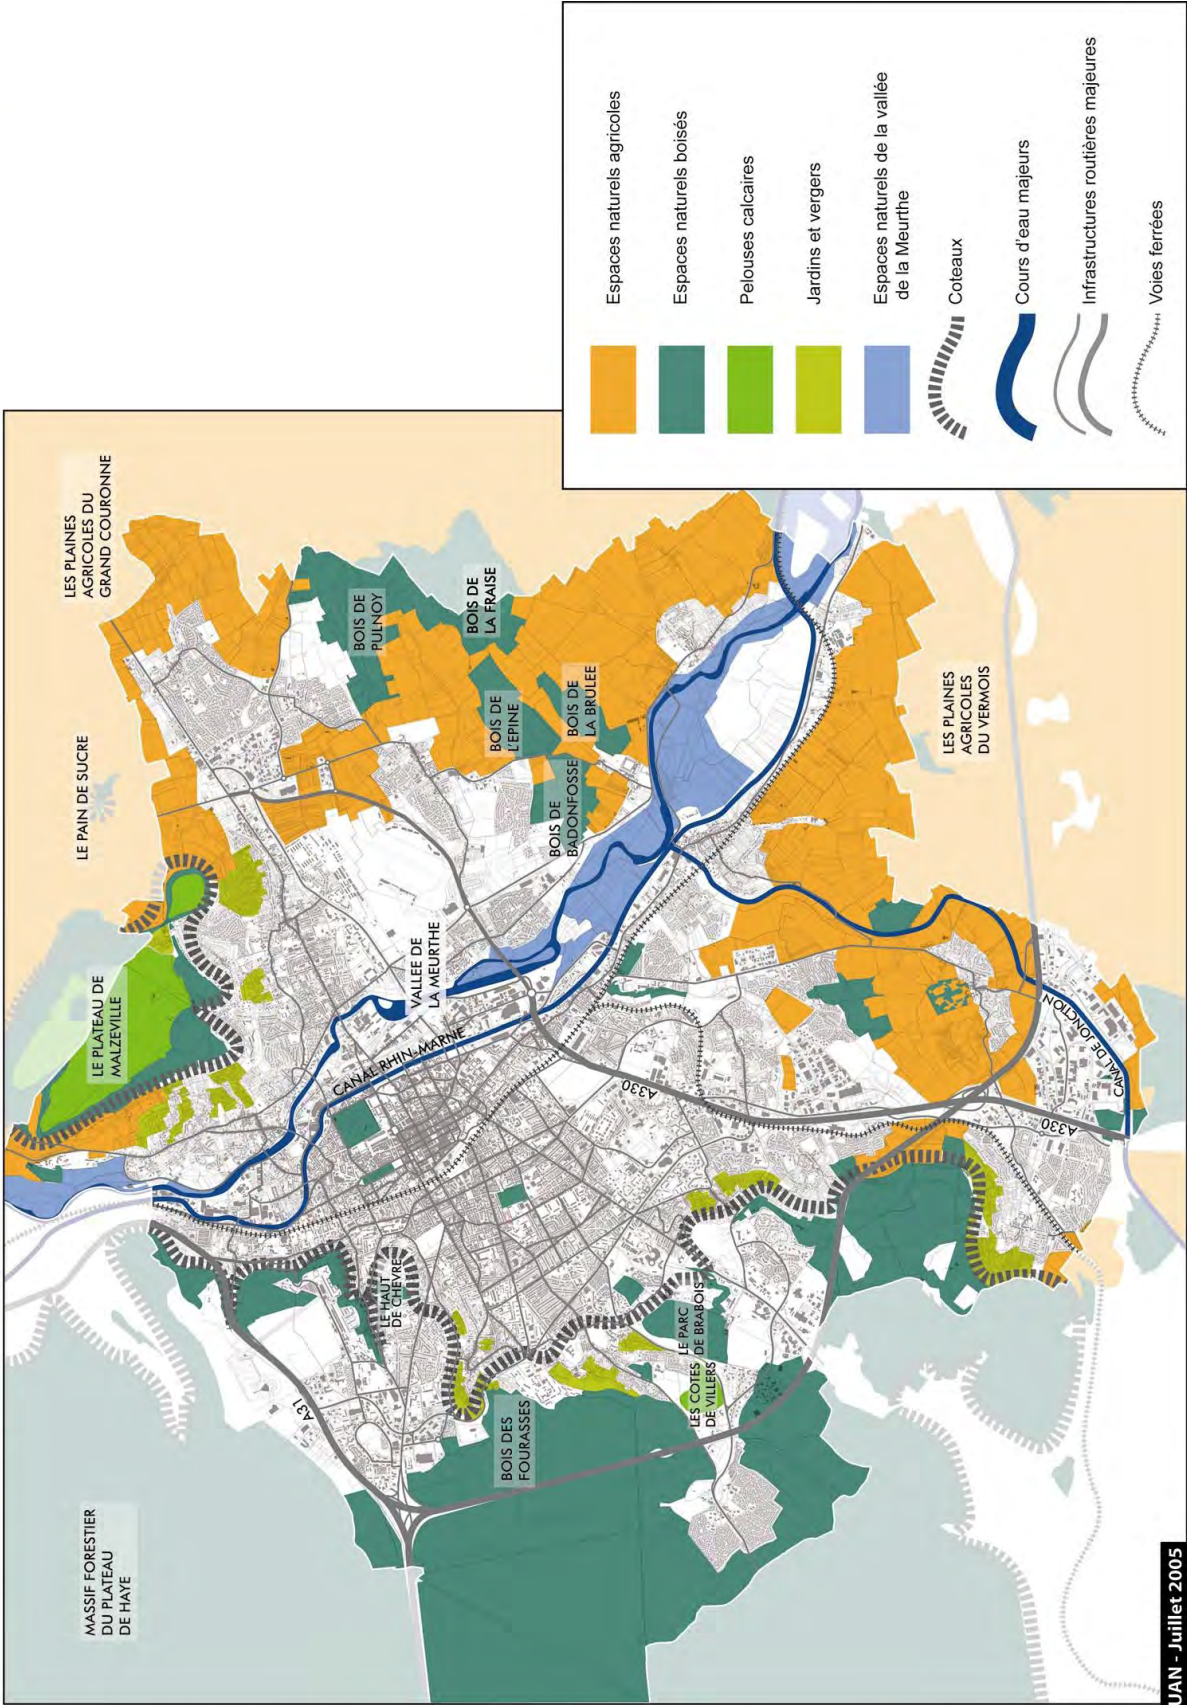 MASSIF FORESTIER
DU PLATEAU
DE HAYE
LE PLATEAU DE
MALZEVILLE
LE PAIN DE SUCRE
LES PLAINES
AGRICOLES DU
GRAND COURONNE
A31
LE HAUT
DE CHEVRE
CANAL RHIN-MARNE
VALLEE DE
LA MEURTHE
BOIS DE
PULNOY
BOIS DE
LA FRAISE
BOIS DE
L'EPINE
BOIS DE
LA BRULEE
BOIS DE
BADONFOSSE
BOIS DES
FOURASSES
LES COTES
DE VILLERS
LE PARC
DE BRABOIS
A330
A330
LES PLAINES
AGRICOLES
DU VERMOIS
CANAL DE JONCTION
CANAL
Espaces naturels agricoles
Espaces naturels boisés
Pelouses calcaires
Jardins et vergers
Espaces naturels de la vallée
de la Meurthe
Coteaux
Cours d'eau majeurs
Infrastructures routières majeures
Voies ferrées
UAN - Juillet 2005